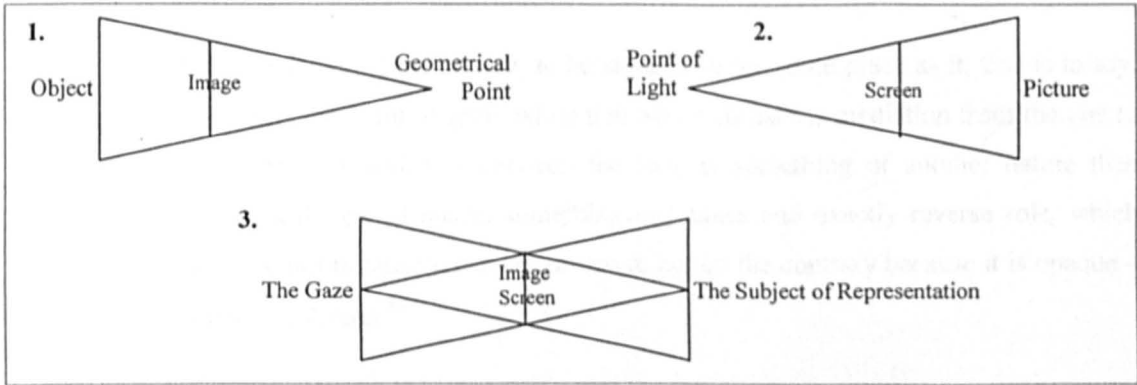 1.
Object
Image
Geometrical
Point
2.
Point of
Light
Screen
Picture
3.
The Gaze
Image
Screen
The Subject of Representation